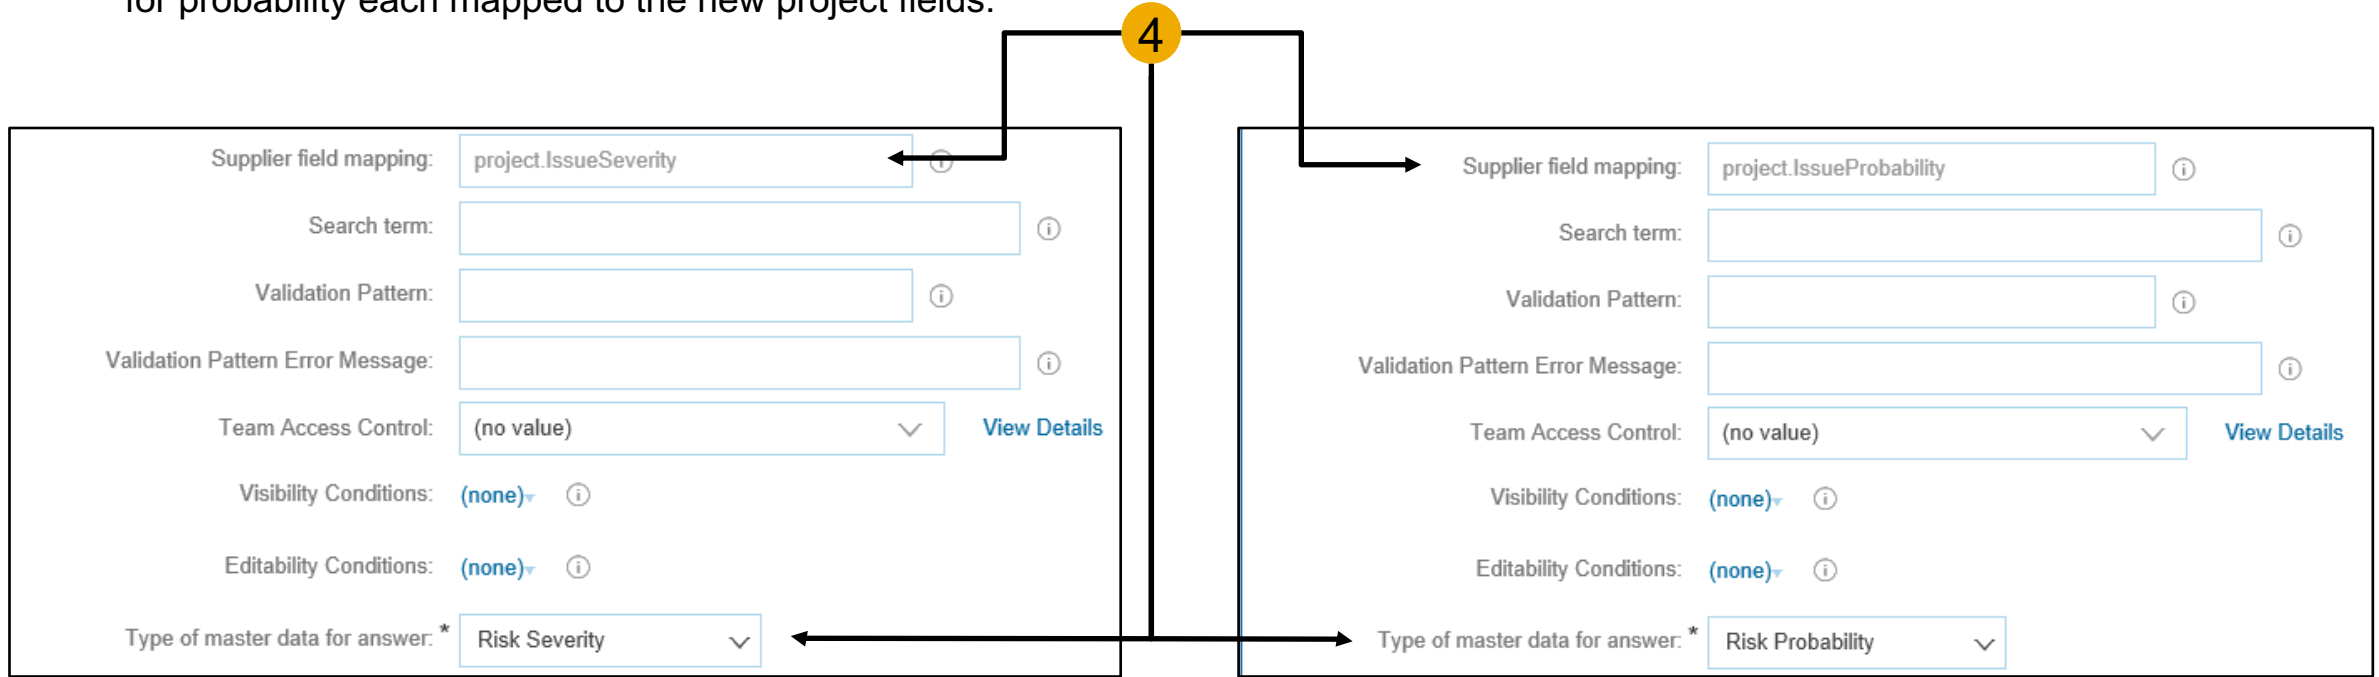 for probability each mapped to the new project fields.
4
Supplier field mapping: project.IssueSeverity
Search term:
Validation Pattern:
Validation Pattern Error Message:
Team Access Control: (no value) View Details
Visibility Conditions: (none)
Editability Conditions: (none)
Type of master data for answer: * Risk Severity
Supplier field mapping: project.IssueProbability
Search term:
Validation Pattern:
Validation Pattern Error Message:
Team Access Control: (no value) View Details
Visibility Conditions: (none)
Editability Conditions: (none)
Type of master data for answer: * Risk Probability